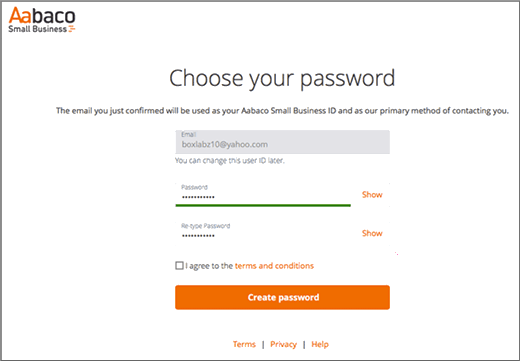 Aabaco
Small Business
Choose your password
The email you just confirmed will be used as your Aabaco Small Business ID and as our primary method of contacting you.
Email
boxlabz10@yahoo.com
You can change this user ID later.
Password
••••••••••• Show
Re-type Password
••••••••••• Show
I agree to the terms and conditions
Create password
Terms | Privacy | Help